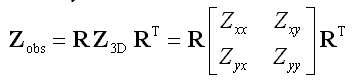 Z_obs = R Z_3D R^T = R [ Z_xx Z_xy ; Z_yx Z_yy ] R^T